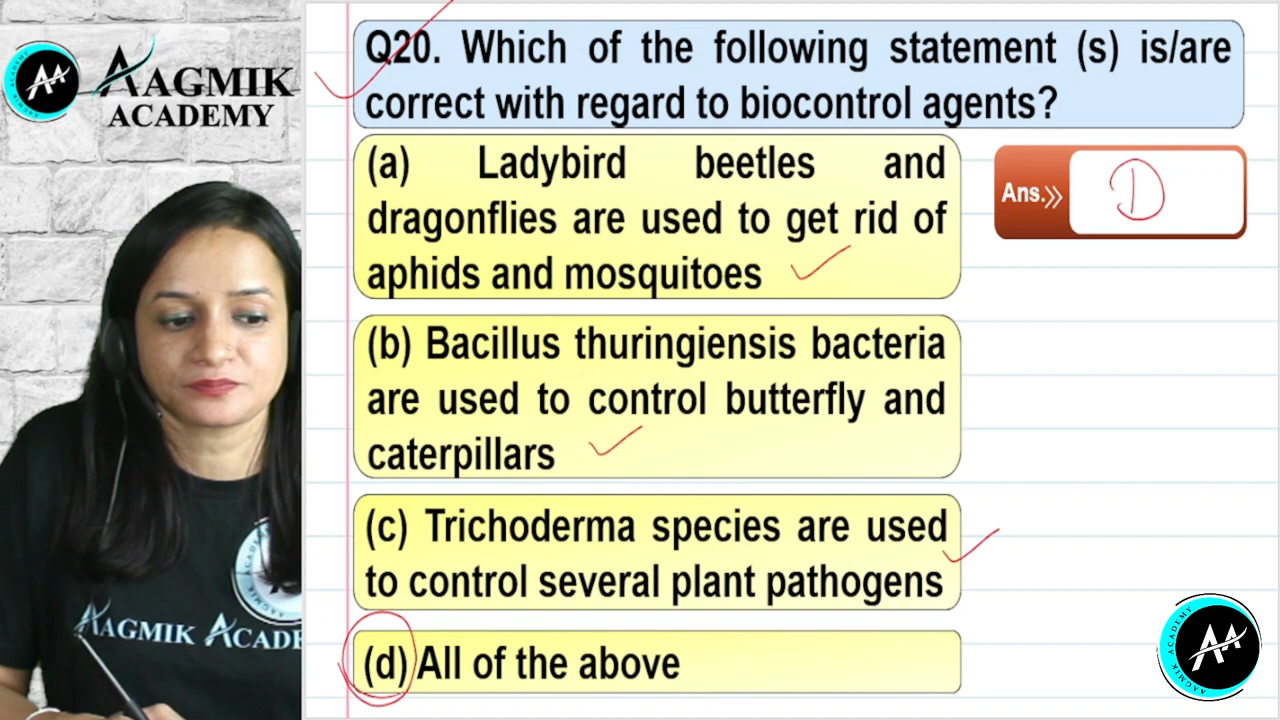 AAGMIK
ACADEMY
Q20. Which of the following statement (s) is/are
correct with regard to biocontrol agents?
(a) Ladybird beetles and
dragonflies are used to get rid of
aphids and mosquitoes
Ans.
D
(b) Bacillus thuringiensis bacteria
are used to control butterfly and
caterpillars
(c) Trichoderma species are used
to control several plant pathogens
(d) All of the above
AAGMIK ACADE
AAGMIK ACADEMY